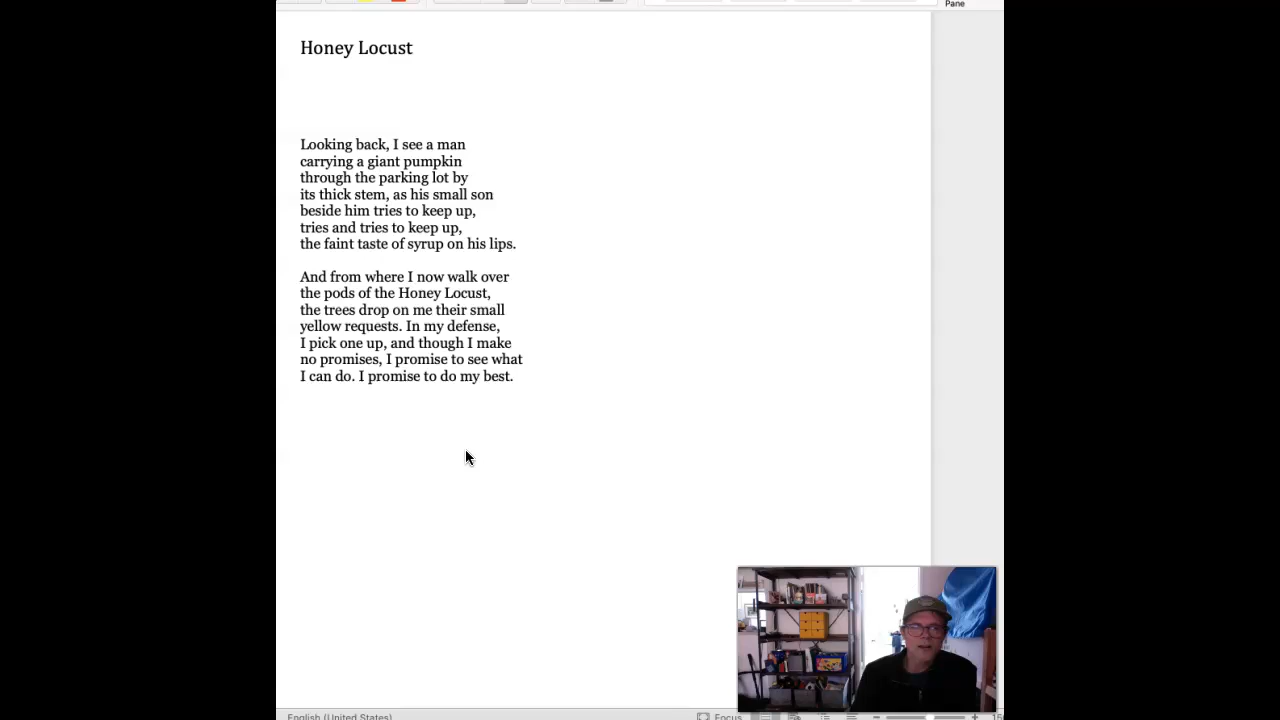 Pane
Honey Locust
Looking back, I see a man
carrying a giant pumpkin
through the parking lot by
its thick stem, as his small son
beside him tries to keep up,
tries and tries to keep up,
the faint taste of syrup on his lips.
And from where I now walk over
the pods of the Honey Locust,
the trees drop on me their small
yellow requests. In my defense,
I pick one up, and though I make
no promises, I promise to see what
I can do. I promise to do my best.
English (United States)
Focus